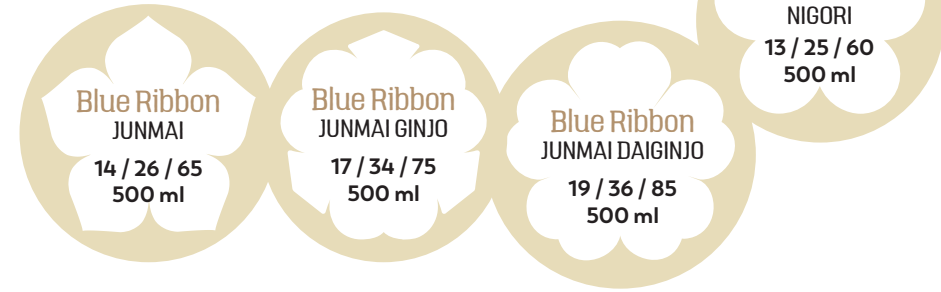 Blue Ribbon
JUNMAI
14 / 26 / 65
500 ml
Blue Ribbon
JUNMAI GINJO
17 / 34 / 75
500 ml
Blue Ribbon
JUNMAI DAIGINJO
19 / 36 / 85
500 ml
NIGORI
13 / 25 / 60
500 ml